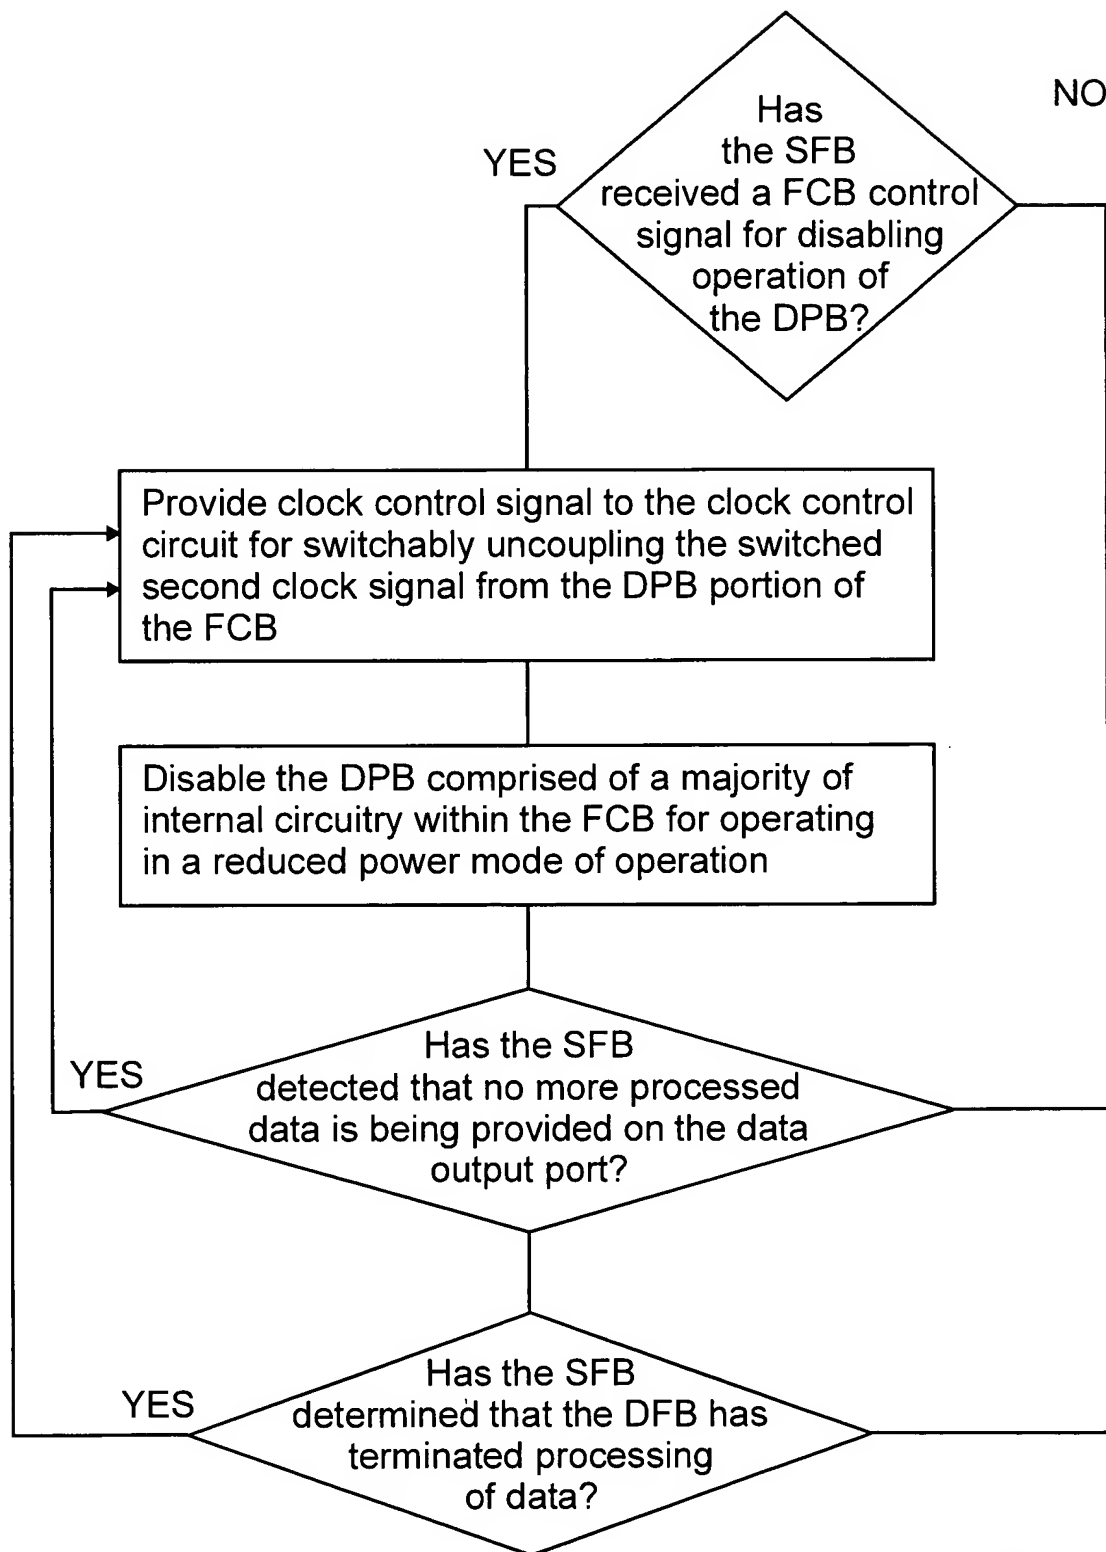 NO
YES
Has
the SFB
received a FCB control
signal for disabling
operation of
the DPB?
Provide clock control signal to the clock control
circuit for switchably uncoupling the switched
second clock signal from the DPB portion of
the FCB
Disable the DPB comprised of a majority of
internal circuitry within the FCB for operating
in a reduced power mode of operation
YES
Has the SFB
detected that no more processed
data is being provided on the data
output port?
YES
Has the SFB
determined that the DFB has
terminated processing
of data?